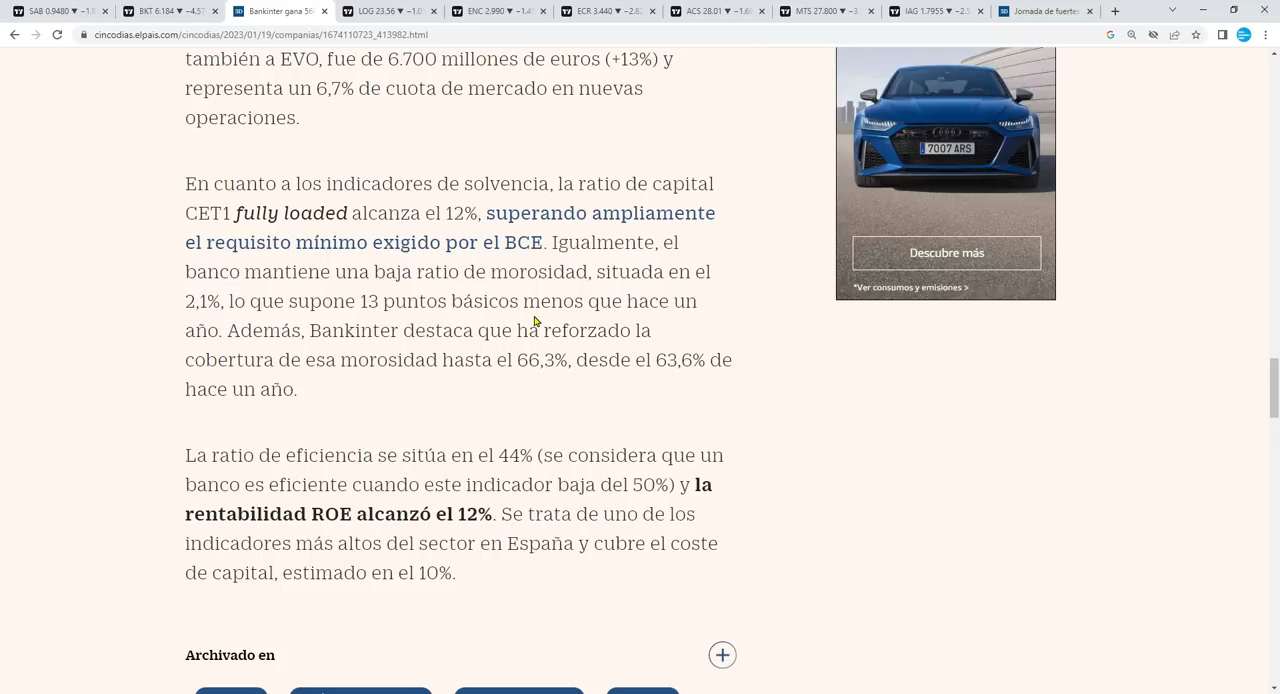 SAB 0.9480 ▼ −1.
BKT 6.184 ▼ −4.57
Bankinter gana 56
LOG 23.56 ▼ −1.0
ENC 2.990 ▼ −1.4
ECR 3.440 ▼ −2.8
ACS 28.01 ▼ −1.6
MTS 27.800 ▼ −3.
IAG 1.7955 ▼ −2.5
Jornada de fuertes
cincodias.elpais.com/cincodias/2023/01/19/companias/1674110723_413982.html
también a EVO, fue de 6.700 millones de euros (+13%) y
representa un 6,7% de cuota de mercado en nuevas
operaciones.
En cuanto a los indicadores de solvencia, la ratio de capital
CET1 fully loaded alcanza el 12%, superando ampliamente
el requisito mínimo exigido por el BCE. Igualmente, el
banco mantiene una baja ratio de morosidad, situada en el
2,1%, lo que supone 13 puntos básicos menos que hace un
año. Además, Bankinter destaca que ha reforzado la
cobertura de esa morosidad hasta el 66,3%, desde el 63,6% de
hace un año.
La ratio de eficiencia se sitúa en el 44% (se considera que un
banco es eficiente cuando este indicador baja del 50%) y la
rentabilidad ROE alcanzó el 12%. Se trata de uno de los
indicadores más altos del sector en España y cubre el coste
de capital, estimado en el 10%.
Archivado en
7007 ARS
Descubre más
*Ver consumos y emisiones >